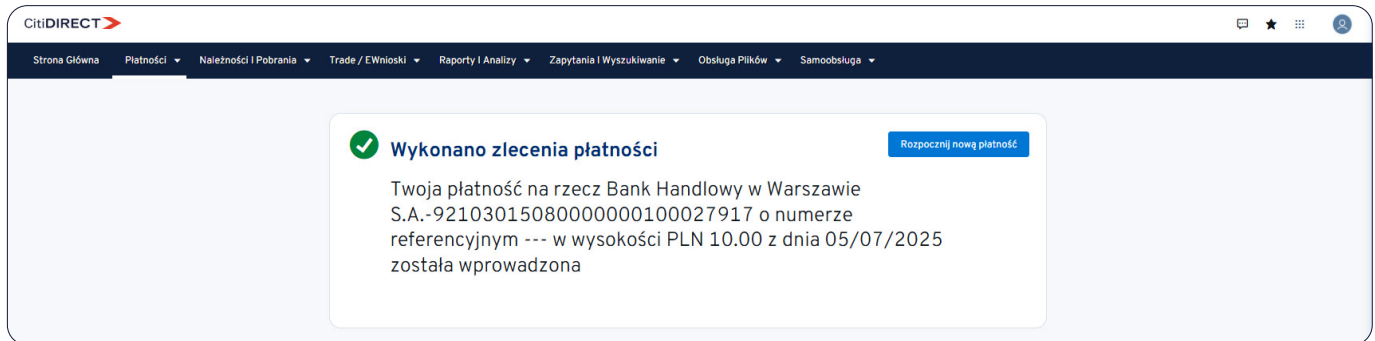 CitiDIRECT
Strona Główna Płatności Należności I Pobrania Trade / EWnioski Raporty I Analizy Zapytania I Wyszukiwanie Obsługa Plików Samoobsługa
Wykonano zlecenia płatności
Rozpocznij nową płatność
Twoja płatność na rzecz Bank Handlowy w Warszawie
S.A.-92103015080000000100027917 o numerze
referencyjnym --- w wysokości PLN 10.00 z dnia 05/07/2025
została wprowadzona